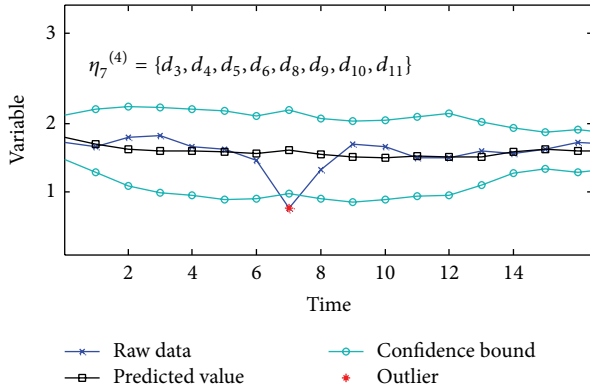 3
η₇⁽⁴⁾ = {d₃, d₄, d₅, d₆, d₈, d₉, d₁₀, d₁₁}
2
Variable
1
2 4 6 8 10 12 14
Time
Raw data Confidence bound
Predicted value Outlier